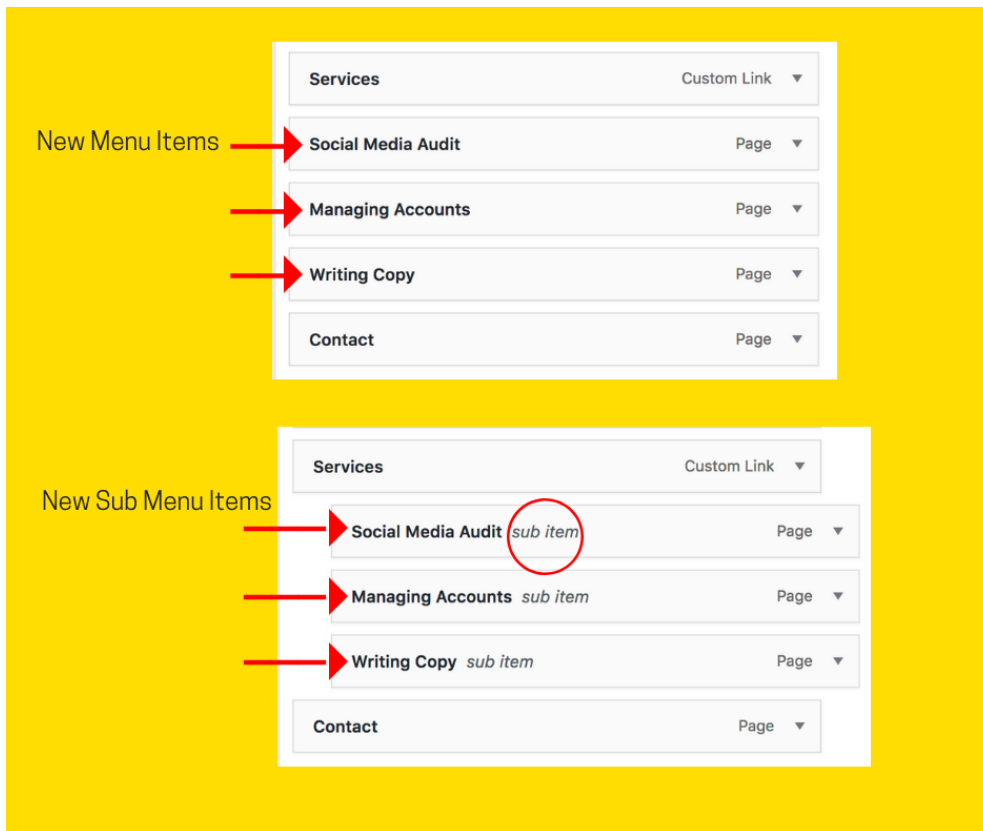 Services Custom Link
New Menu Items
Social Media Audit Page
Managing Accounts Page
Writing Copy Page
Contact Page
Services Custom Link
New Sub Menu Items
Social Media Audit sub item Page
Managing Accounts sub item Page
Writing Copy sub item Page
Contact Page